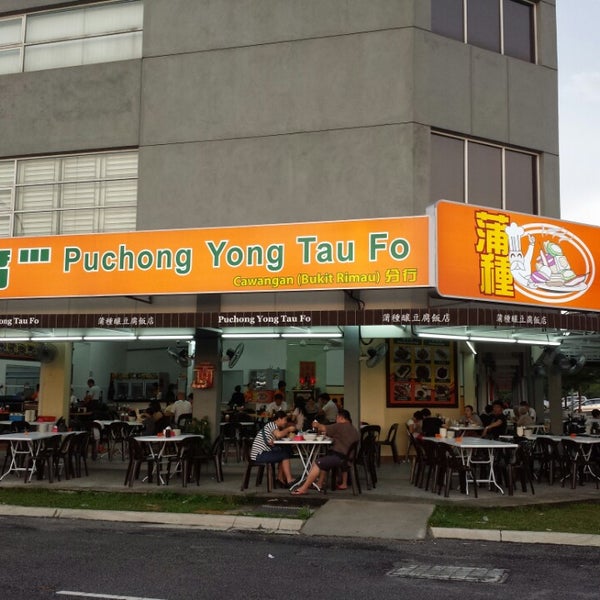 Puchong Yong Tau Fo
Cawangan (Bukit Rimau) 分行
蒲種
Yong Tau Fo
蒲種釀豆腐飯店
Puchong Yong Tau Fo
蒲種釀豆腐飯店
蒲種釀豆腐飯店